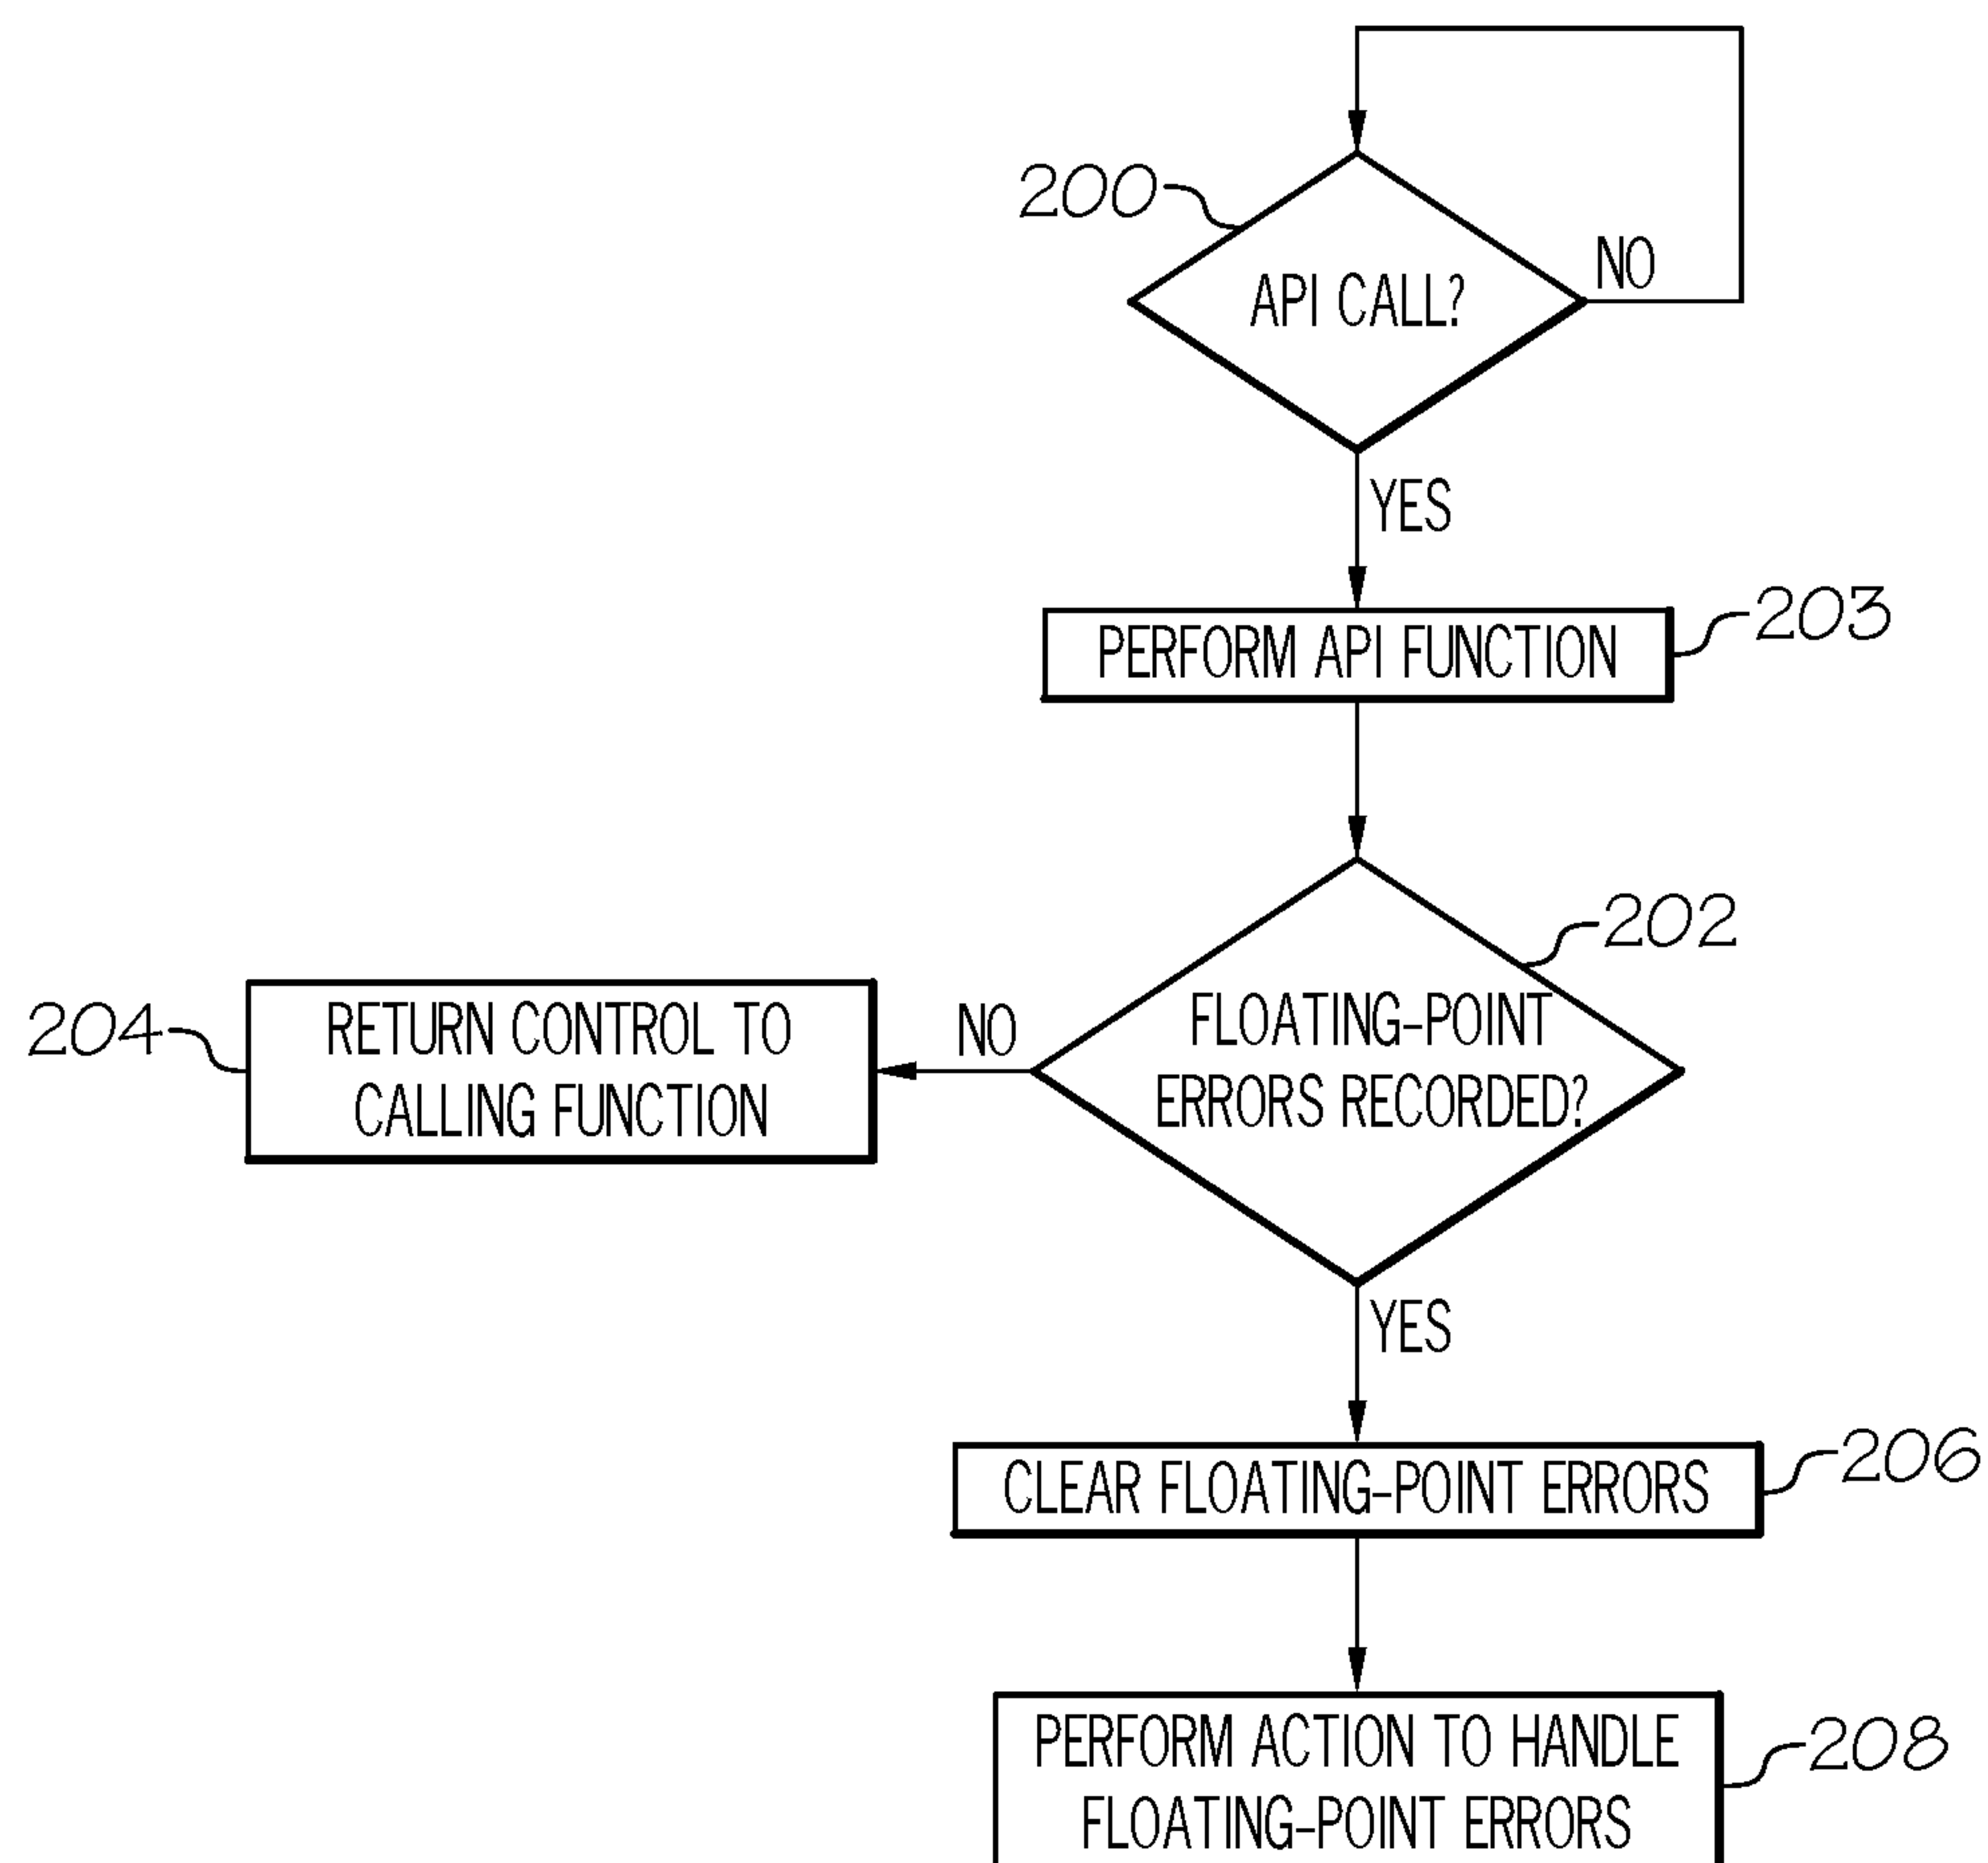 200
API CALL?
NO
YES
PERFORM API FUNCTION
203
202
FLOATING-POINT
ERRORS RECORDED?
NO
204
RETURN CONTROL TO
CALLING FUNCTION
YES
CLEAR FLOATING-POINT ERRORS
206
PERFORM ACTION TO HANDLE
FLOATING-POINT ERRORS
208